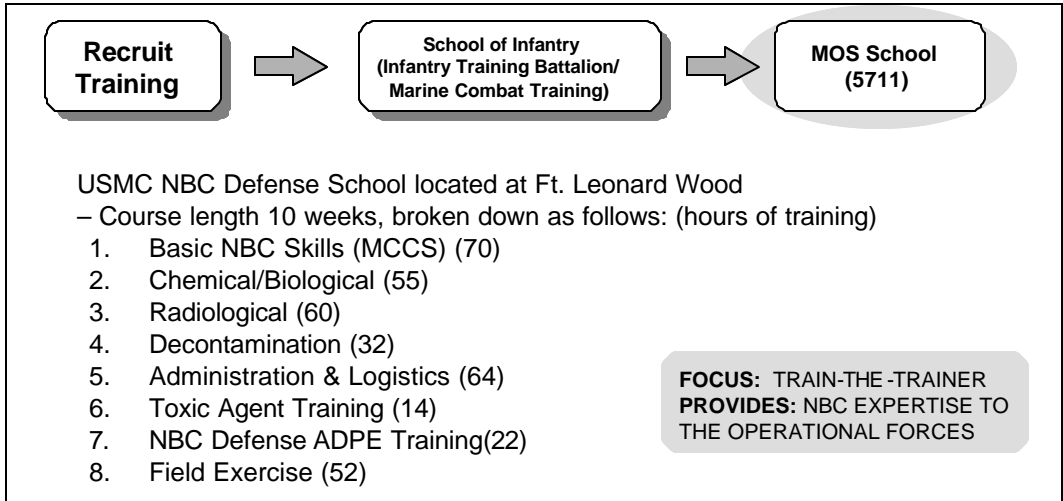 Recruit
Training
School of Infantry
(Infantry Training Battalion/
Marine Combat Training)
MOS School
(5711)
USMC NBC Defense School located at Ft. Leonard Wood
– Course length 10 weeks, broken down as follows: (hours of training)
1. Basic NBC Skills (MCCS) (70)
2. Chemical/Biological (55)
3. Radiological (60)
4. Decontamination (32)
5. Administration & Logistics (64)
6. Toxic Agent Training (14)
7. NBC Defense ADPE Training(22)
8. Field Exercise (52)
FOCUS: TRAIN-THE -TRAINER
PROVIDES: NBC EXPERTISE TO
THE OPERATIONAL FORCES